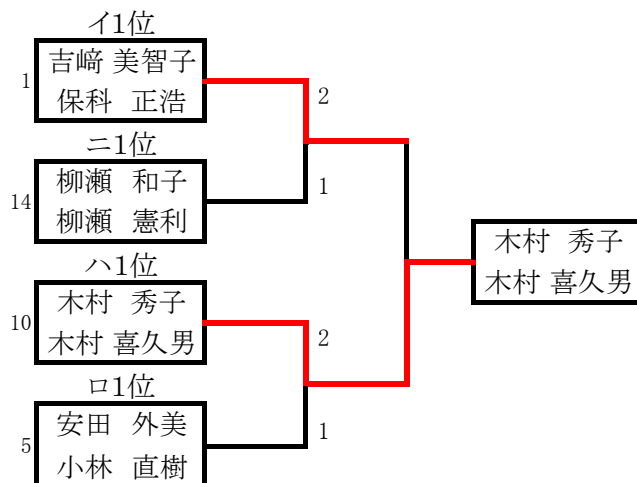 イ1位
1
吉﨑 美智子
保科 正浩
2
ニ1位
14
柳瀬 和子
柳瀬 憲利
1
ハ1位
10
木村 秀子
木村 喜久男
2
ロ1位
5
安田 外美
小林 直樹
1
木村 秀子
木村 喜久男